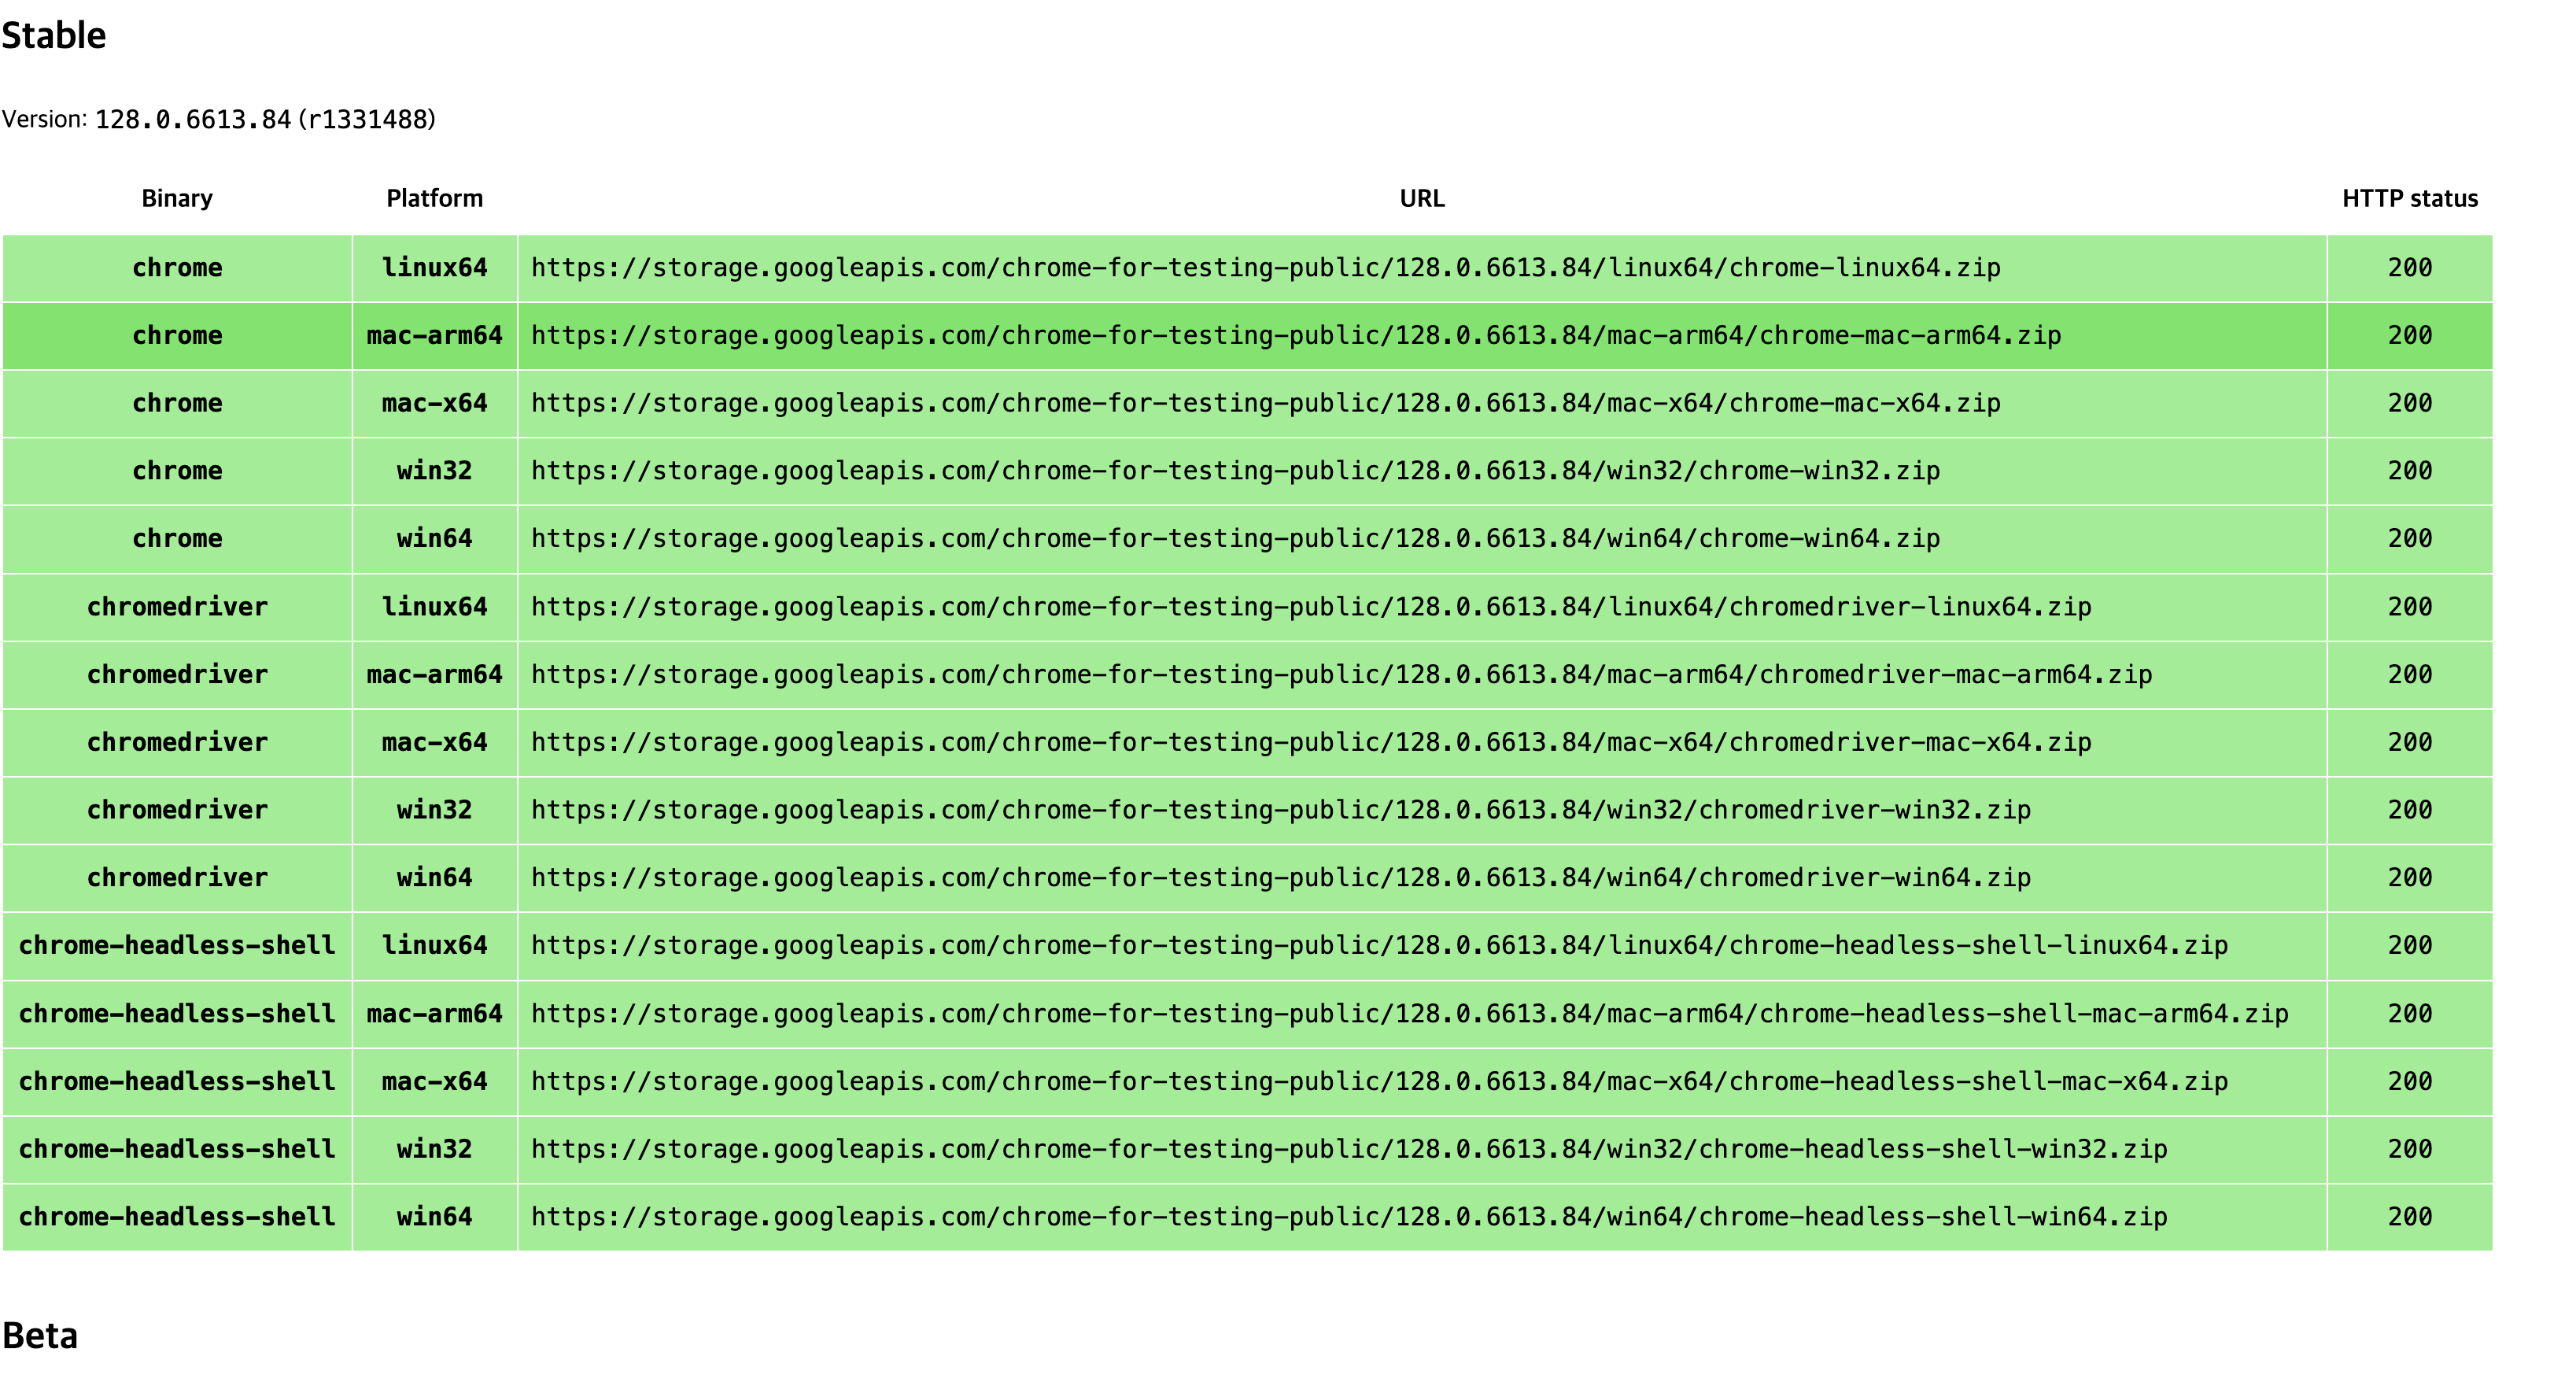 Stable
Version: 128.0.6613.84 (r1331488)
Binary Platform URL HTTP status
chrome linux64 https://storage.googleapis.com/chrome-for-testing-public/128.0.6613.84/linux64/chrome-linux64.zip 200
chrome mac-arm64 https://storage.googleapis.com/chrome-for-testing-public/128.0.6613.84/mac-arm64/chrome-mac-arm64.zip 200
chrome mac-x64 https://storage.googleapis.com/chrome-for-testing-public/128.0.6613.84/mac-x64/chrome-mac-x64.zip 200
chrome win32 https://storage.googleapis.com/chrome-for-testing-public/128.0.6613.84/win32/chrome-win32.zip 200
chrome win64 https://storage.googleapis.com/chrome-for-testing-public/128.0.6613.84/win64/chrome-win64.zip 200
chromedriver linux64 https://storage.googleapis.com/chrome-for-testing-public/128.0.6613.84/linux64/chromedriver-linux64.zip 200
chromedriver mac-arm64 https://storage.googleapis.com/chrome-for-testing-public/128.0.6613.84/mac-arm64/chromedriver-mac-arm64.zip 200
chromedriver mac-x64 https://storage.googleapis.com/chrome-for-testing-public/128.0.6613.84/mac-x64/chromedriver-mac-x64.zip 200
chromedriver win32 https://storage.googleapis.com/chrome-for-testing-public/128.0.6613.84/win32/chromedriver-win32.zip 200
chromedriver win64 https://storage.googleapis.com/chrome-for-testing-public/128.0.6613.84/win64/chromedriver-win64.zip 200
chrome-headless-shell linux64 https://storage.googleapis.com/chrome-for-testing-public/128.0.6613.84/linux64/chrome-headless-shell-linux64.zip 200
chrome-headless-shell mac-arm64 https://storage.googleapis.com/chrome-for-testing-public/128.0.6613.84/mac-arm64/chrome-headless-shell-mac-arm64.zip 200
chrome-headless-shell mac-x64 https://storage.googleapis.com/chrome-for-testing-public/128.0.6613.84/mac-x64/chrome-headless-shell-mac-x64.zip 200
chrome-headless-shell win32 https://storage.googleapis.com/chrome-for-testing-public/128.0.6613.84/win32/chrome-headless-shell-win32.zip 200
chrome-headless-shell win64 https://storage.googleapis.com/chrome-for-testing-public/128.0.6613.84/win64/chrome-headless-shell-win64.zip 200
Beta